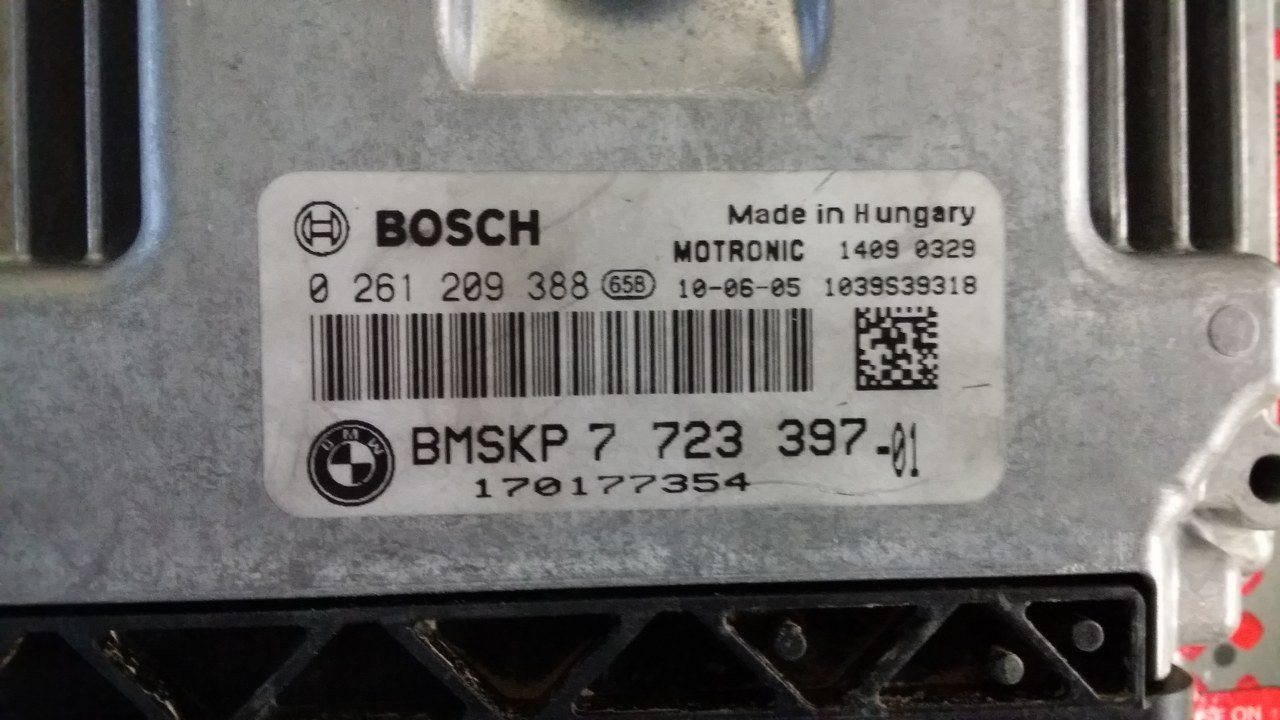 BOSCH
Made in Hungary
MOTRONIC 1409 0329
0 261 209 388 658 10-06-05 1039S39318
BMW
BMSKP 7 723 397-01
170177354
ON